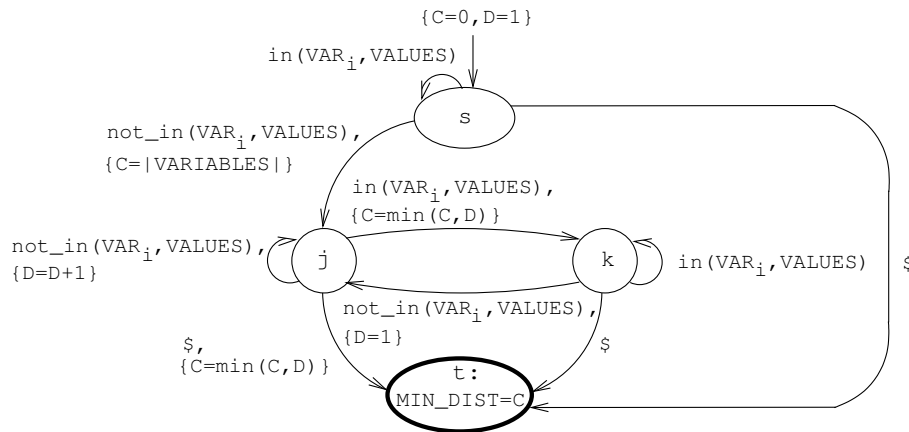 {C=0,D=1}
in(VAR_i,VALUES)
s
not_in(VAR_i,VALUES),
{C=|VARIABLES|}
in(VAR_i,VALUES),
{C=min(C,D)}
not_in(VAR_i,VALUES),
{D=D+1}
j
k
in(VAR_i,VALUES)
$
not_in(VAR_i,VALUES),
{D=1}
$,
{C=min(C,D)}
$
t:
MIN_DIST=C